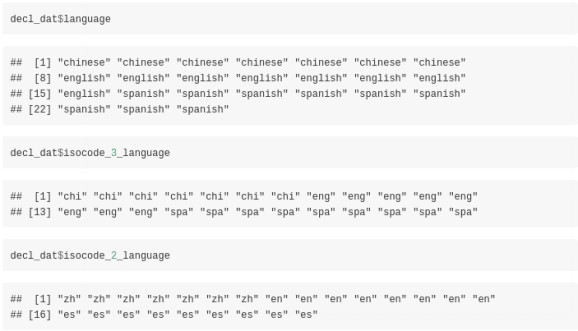 decl_dat$language
##  [1] "chinese" "chinese" "chinese" "chinese" "chinese" "chinese" "chinese"
##  [8] "english" "english" "english" "english" "english" "english" "english"
## [15] "english" "spanish" "spanish" "spanish" "spanish" "spanish" "spanish"
## [22] "spanish" "spanish" "spanish"
decl_dat$isocode_3_language
##  [1] "chi" "chi" "chi" "chi" "chi" "chi" "chi" "eng" "eng" "eng" "eng" "eng"
## [13] "eng" "eng" "eng" "spa" "spa" "spa" "spa" "spa" "spa" "spa" "spa" "spa"
decl_dat$isocode_2_language
##  [1] "zh" "zh" "zh" "zh" "zh" "zh" "zh" "en" "en" "en" "en" "en" "en" "en" "en"
## [16] "es" "es" "es" "es" "es" "es" "es" "es" "es"